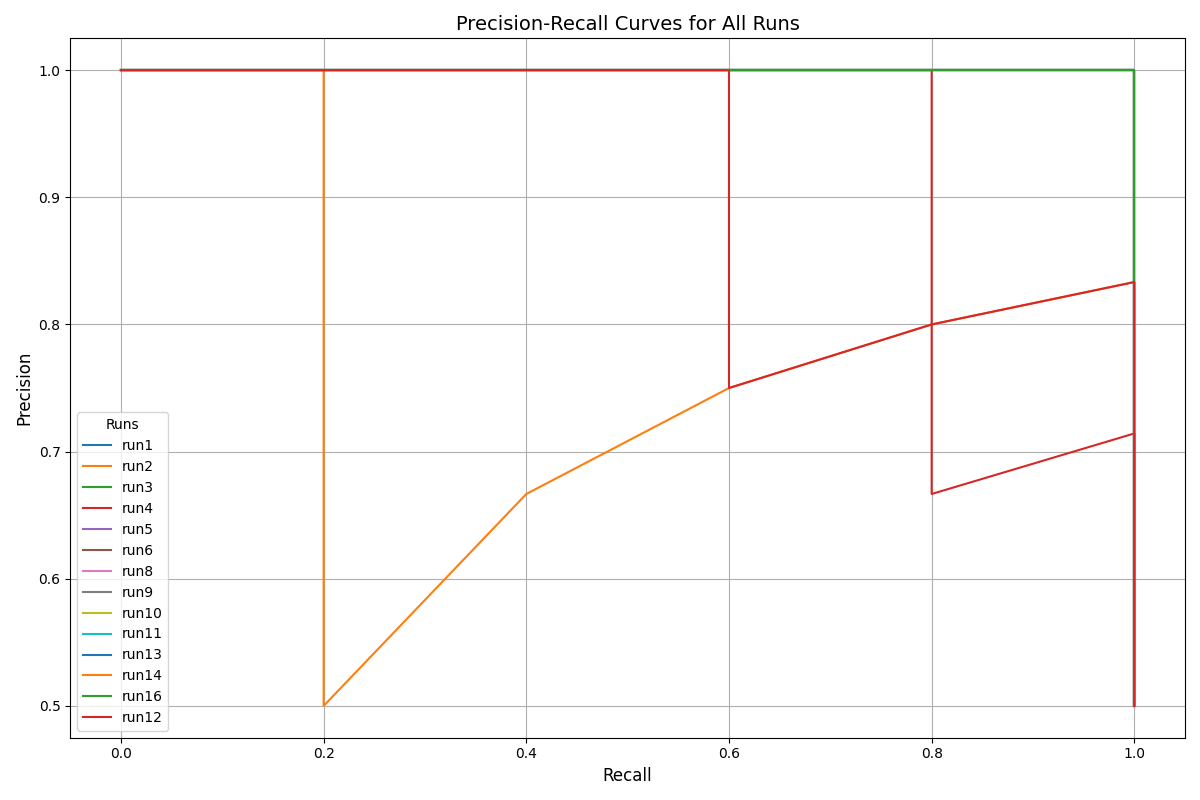 Precision-Recall Curves for All Runs
1.0
0.9
0.8
0.7
0.6
0.5
Precision
Runs
run1
run2
run3
run4
run5
run6
run8
run9
run10
run11
run13
run14
run16
run12
0.0 0.2 0.4 0.6 0.8 1.0
Recall